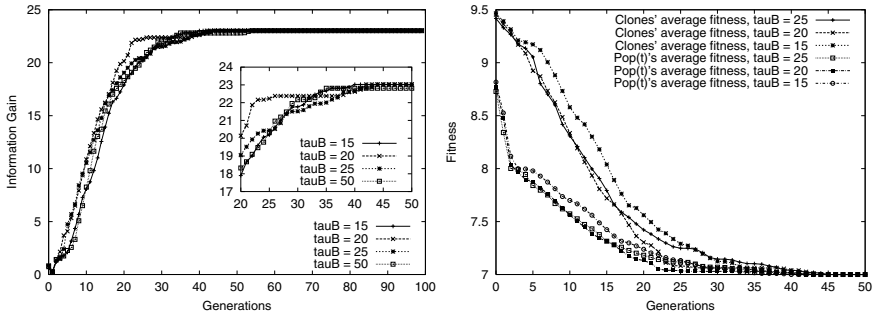 25
20
15
10
5
0
Information Gain
0 10 20 30 40 50 60 70 80 90 100
Generations
23
22
21
20
19
18
17
20 25 30 35 40 45 50
tauB = 15
tauB = 20
tauB = 25
tauB = 50
tauB = 15
tauB = 20
tauB = 25
tauB = 50
9.5
9
8.5
8
7.5
7
Fitness
0 5 10 15 20 25 30 35 40 45 50
Generations
Clones' average fitness, tauB = 25
Clones' average fitness, tauB = 20
Clones' average fitness, tauB = 15
Pop(t)'s average fitness, tauB = 25
Pop(t)'s average fitness, tauB = 20
Pop(t)'s average fitness, tauB = 15